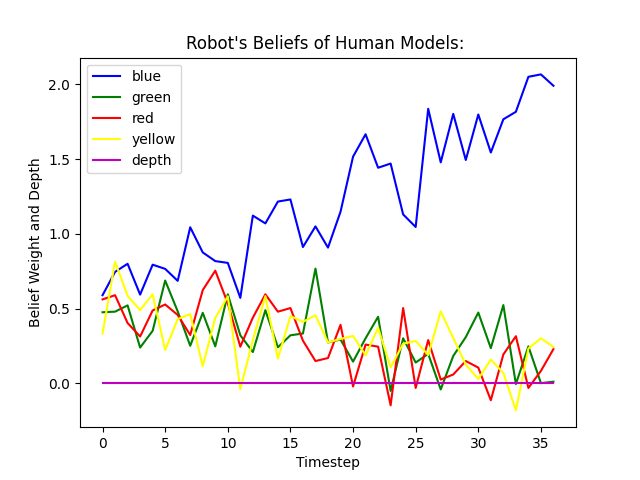 Robot's Beliefs of Human Models:
blue
green
red
yellow
depth
2.0
1.5
1.0
0.5
0.0
Belief Weight and Depth
0 5 10 15 20 25 30 35
Timestep